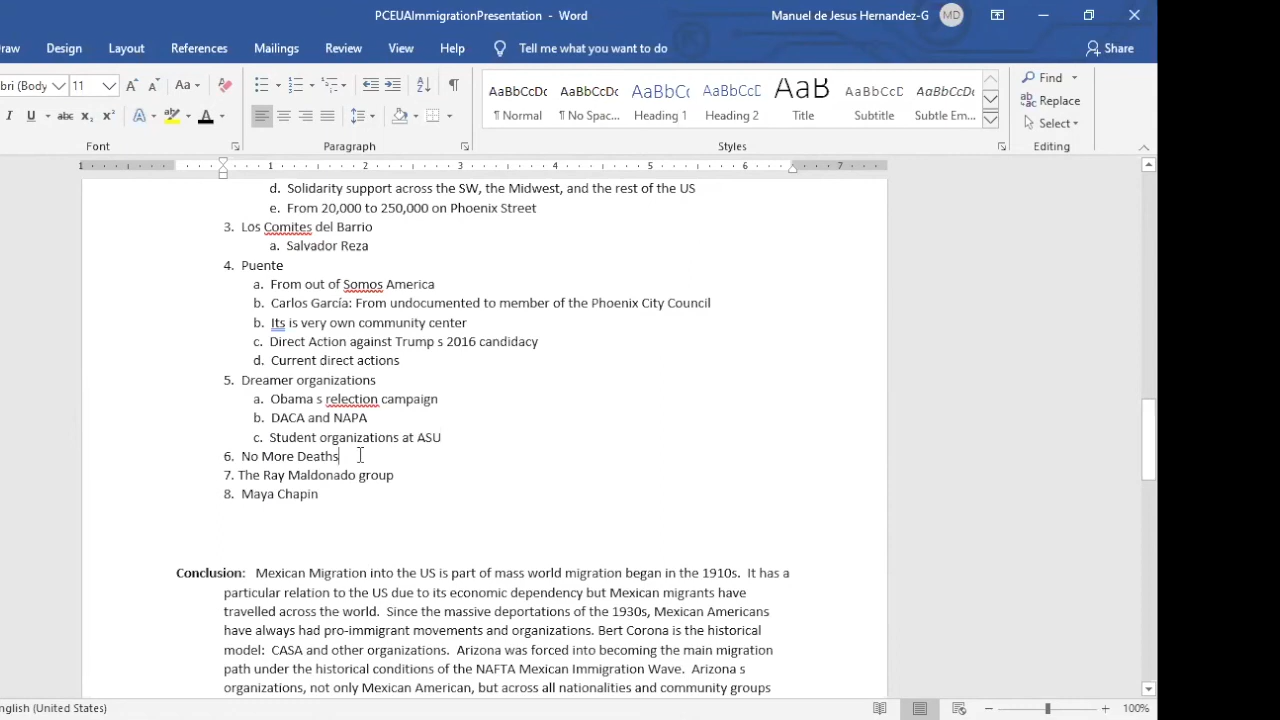 PCEUAImmigrationPresentation - Word Manuel de Jesus Hernandez-G MD
raw Design Layout References Mailings Review View Help Tell me what you want to do Share
bri (Body 11 Aa Find
AaBbCcDc AaBbCcDc AaBbCc AaBbCcD AaB AaBbCcD AaBbCcDc
Replace
¶ Normal ¶ No Spac... Heading 1 Heading 2 Title Subtitle Subtle Em... Select
Font Paragraph Styles Editing
1 1 2 3 4 5 6 7
d. Solidarity support across the SW, the Midwest, and the rest of the US
e. From 20,000 to 250,000 on Phoenix Street
3. Los Comites del Barrio
a. Salvador Reza
4. Puente
a. From out of Somos America
b. Carlos García: From undocumented to member of the Phoenix City Council
b. Its is very own community center
c. Direct Action against Trump s 2016 candidacy
d. Current direct actions
5. Dreamer organizations
a. Obama s relection campaign
b. DACA and NAPA
c. Student organizations at ASU
6. No More Deaths
7. The Ray Maldonado group
8. Maya Chapin
Conclusion: Mexican Migration into the US is part of mass world migration began in the 1910s. It has a
particular relation to the US due to its economic dependency but Mexican migrants have
travelled across the world. Since the massive deportations of the 1930s, Mexican Americans
have always had pro-immigrant movements and organizations. Bert Corona is the historical
model: CASA and other organizations. Arizona was forced into becoming the main migration
path under the historical conditions of the NAFTA Mexican Immigration Wave. Arizona s
organizations, not only Mexican American, but across all nationalities and community groups
nglish (United States) 100%